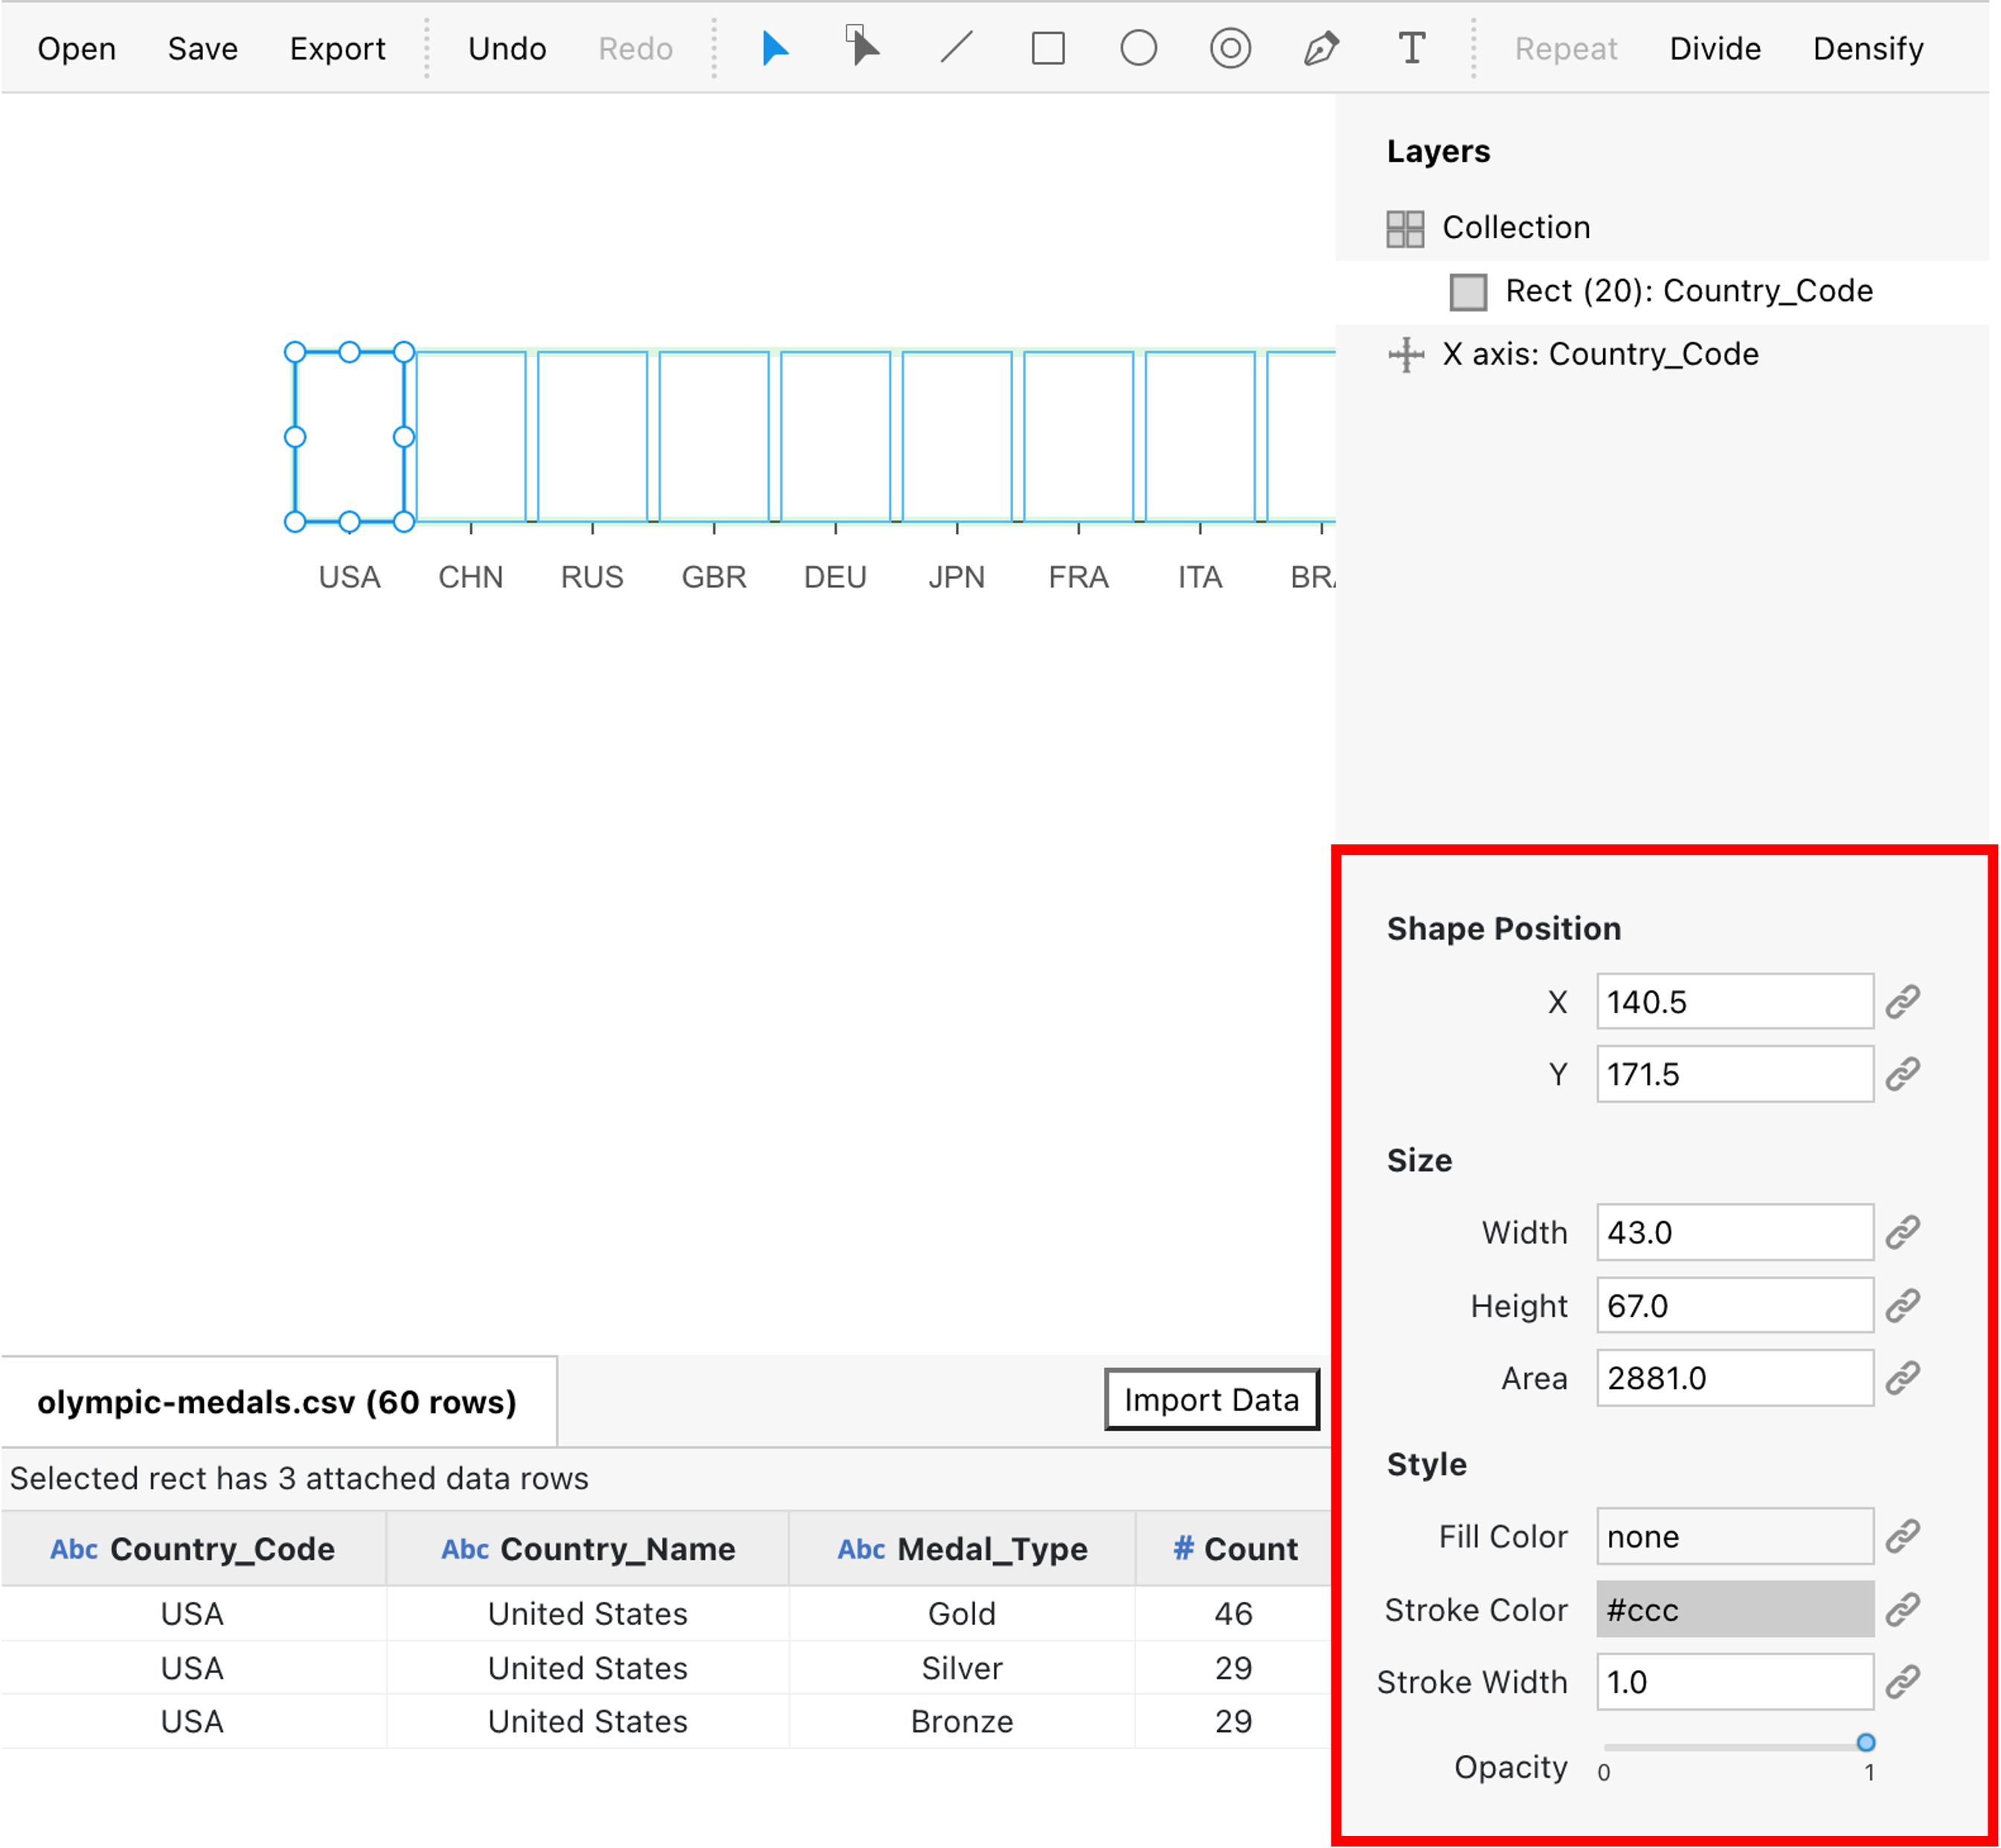 Open Save Export Undo Redo T Repeat Divide Densify
Layers
Collection
Rect (20): Country_Code
X axis: Country_Code
USA CHN RUS GBR DEU JPN FRA ITA
Shape Position
X 140.5
Y 171.5
Size
Width 43.0
Height 67.0
Area 2881.0
Style
Fill Color none
Stroke Color #ccc
Stroke Width 1.0
Opacity 0 1
olympic-medals.csv (60 rows) Import Data
Selected rect has 3 attached data rows
Abc Country_Code Abc Country_Name Abc Medal_Type # Count
USA United States Gold 46
USA United States Silver 29
USA United States Bronze 29